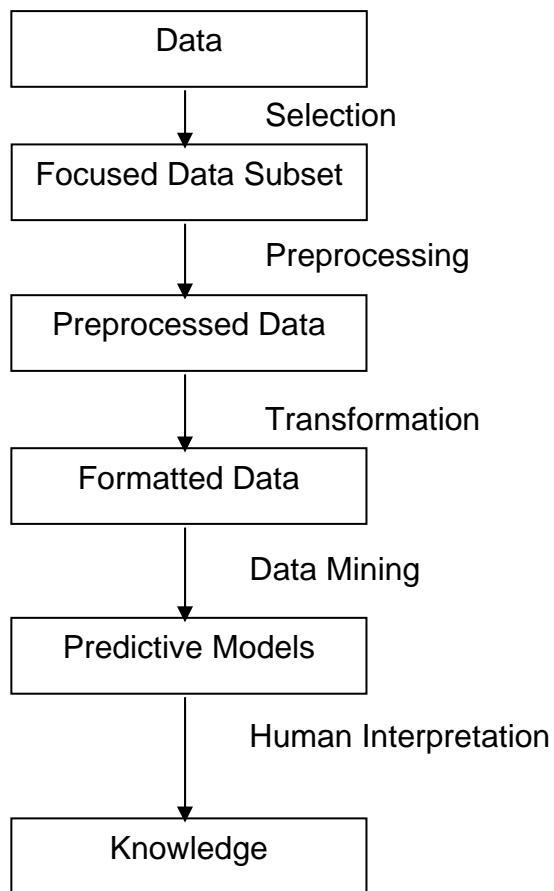 Data
Selection
Focused Data Subset
Preprocessing
Preprocessed Data
Transformation
Formatted Data
Data Mining
Predictive Models
Human Interpretation
Knowledge